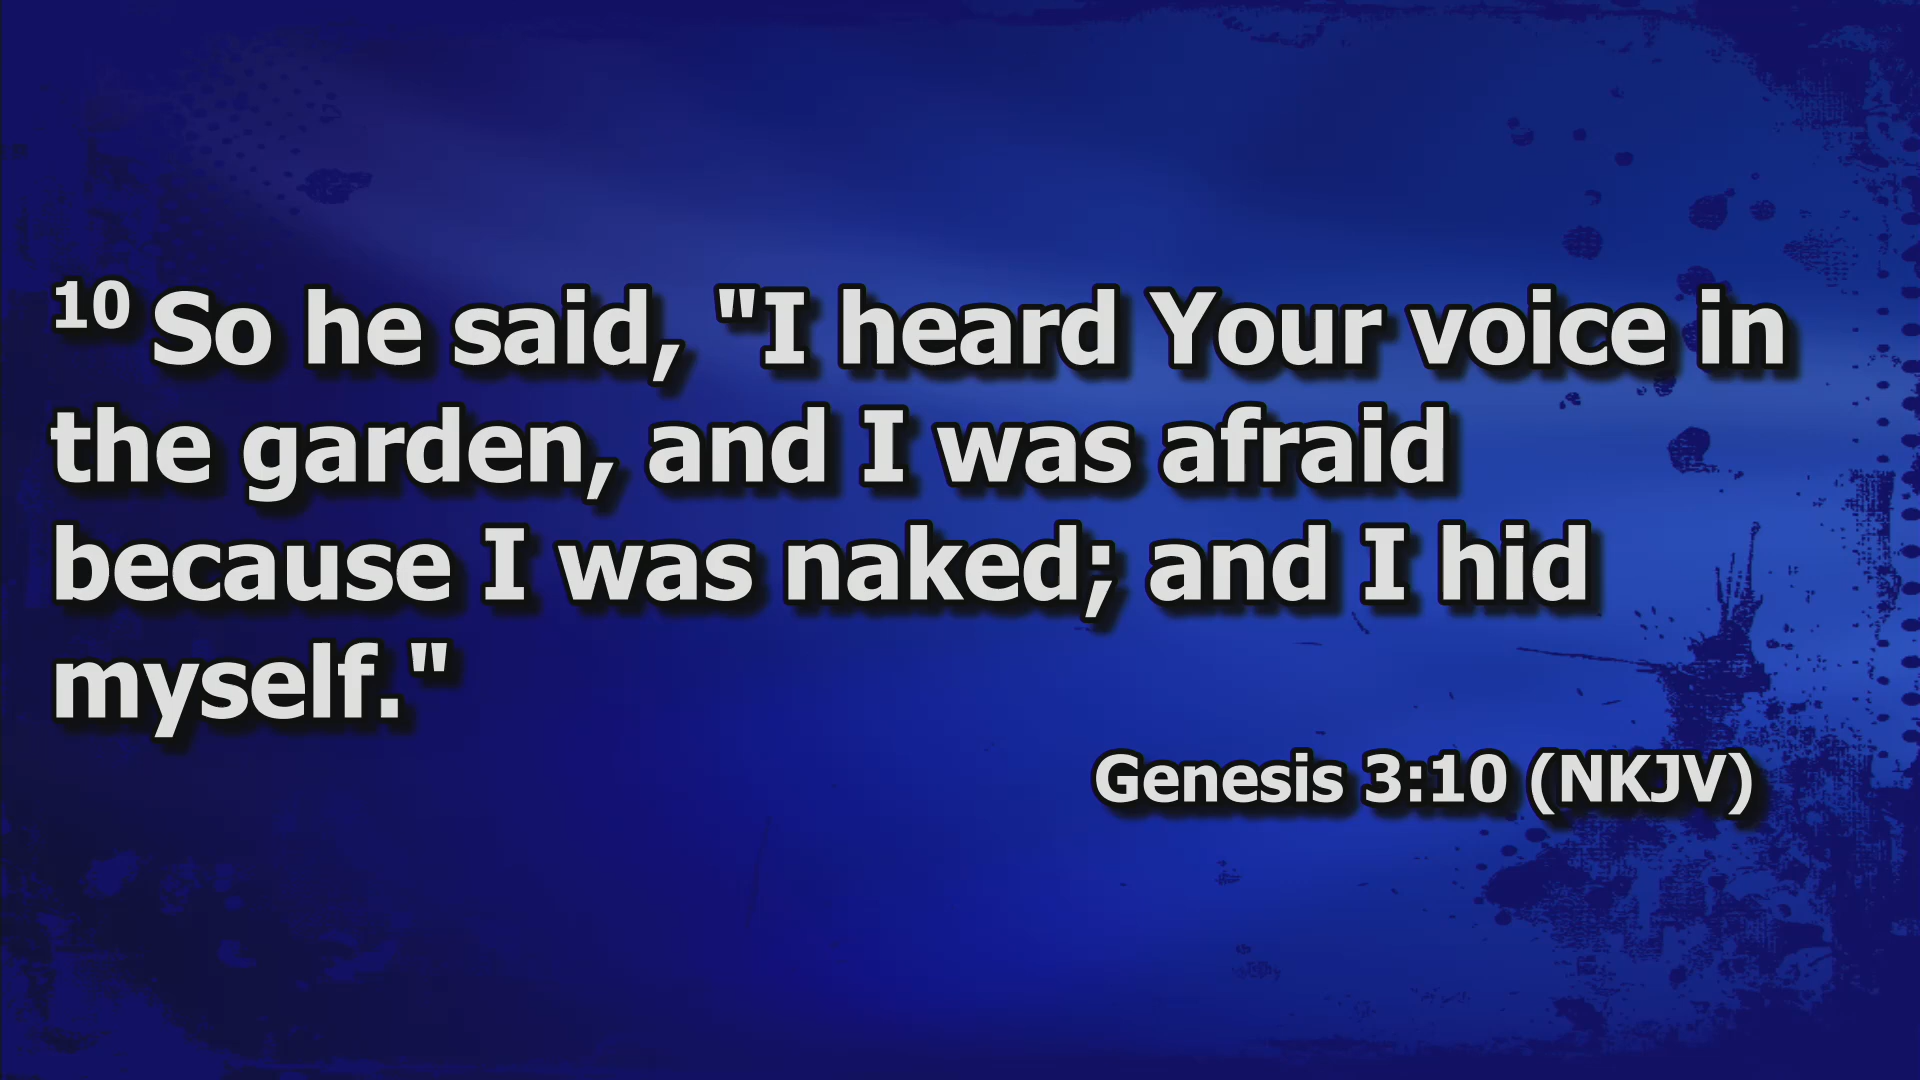 10 So he said, "I heard Your voice in
the garden, and I was afraid
because I was naked; and I hid
myself."
Genesis 3:10 (NKJV)